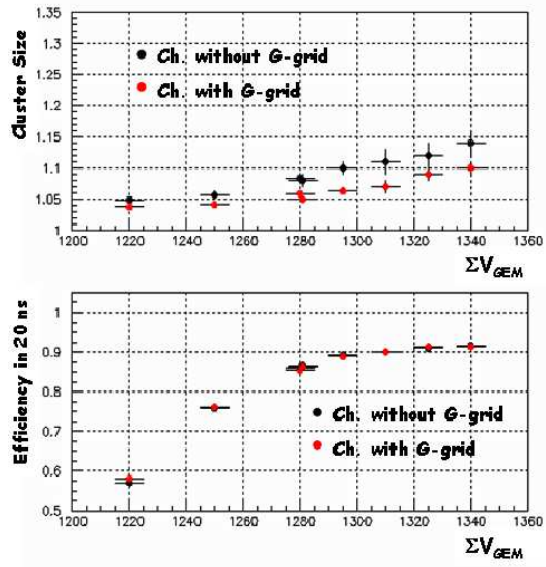 Cluster Size
1.35
1.3
1.25
1.2
1.15
1.1
1.05
1
Ch. without G-grid
Ch. with G-grid
1200 1220 1240 1260 1280 1300 1320 1340 1360
ΣV_GEM
Efficiency in 20 ns
1
0.9
0.8
0.7
0.6
0.5
Ch. without G-grid
Ch. with G-grid
1200 1220 1240 1260 1280 1300 1320 1340 1360
ΣV_GEM